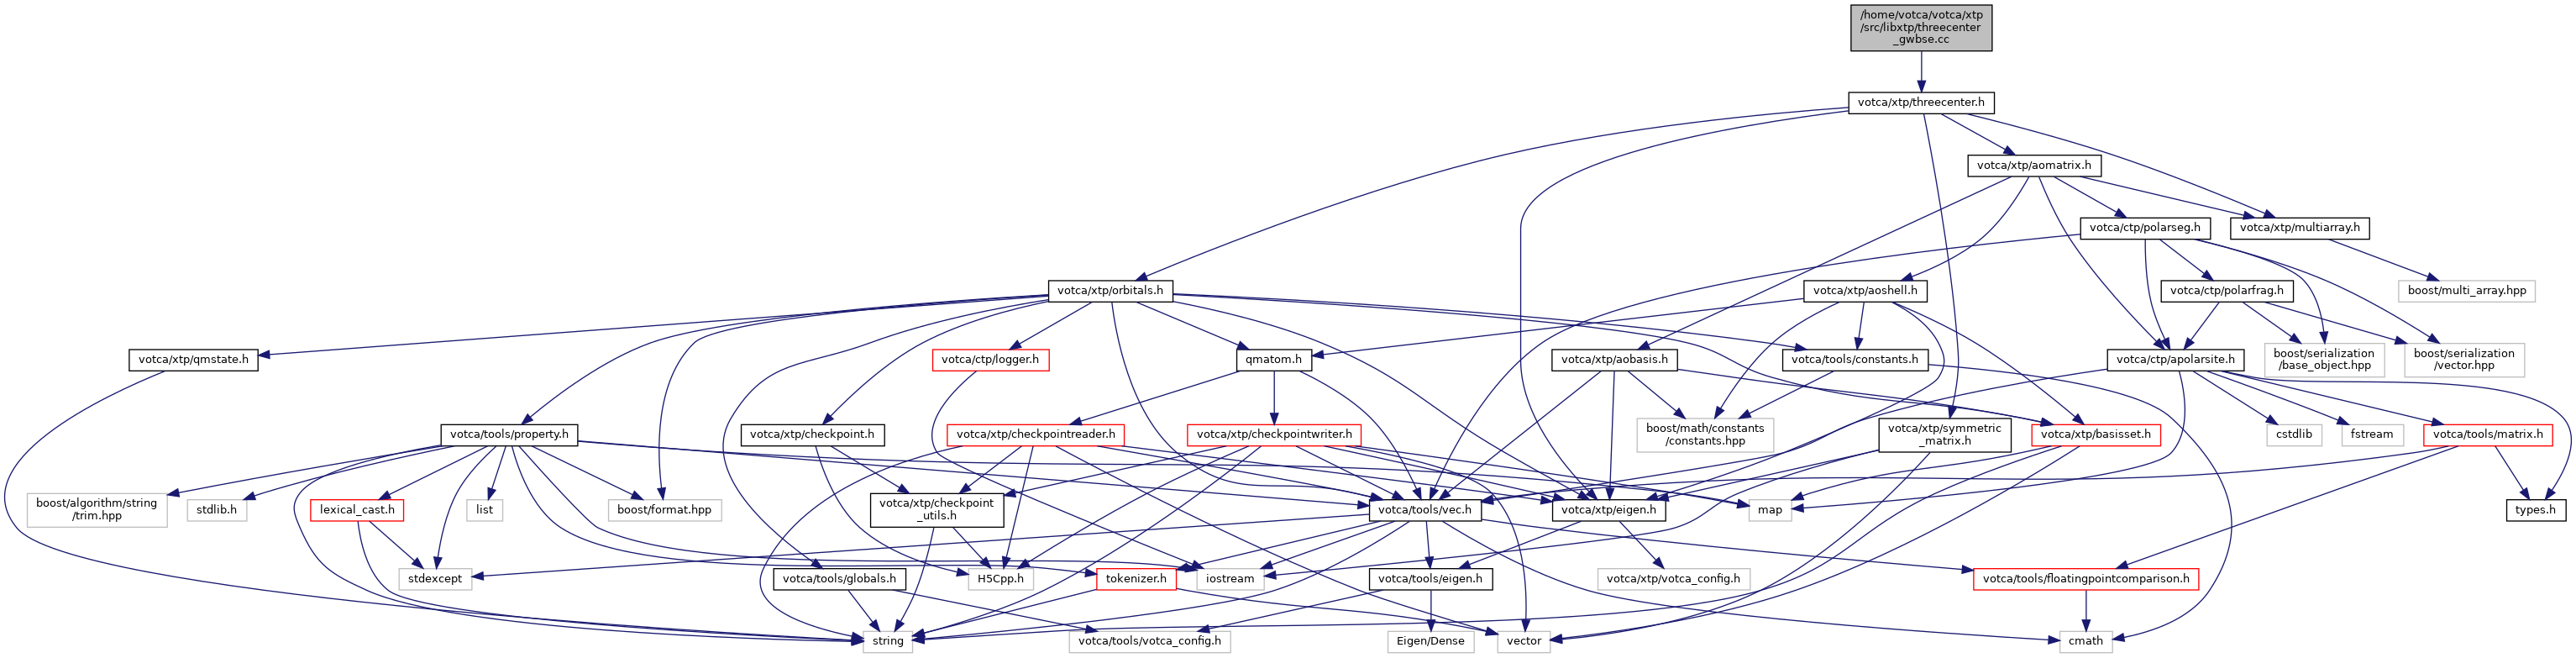 /home/votca/votca/xtp
/src/libxtp/threecenter
_gwbse.cc
votca/xtp/threecenter.h
votca/xtp/aomatrix.h
votca/ctp/polarseg.h
votca/xtp/multiarray.h
votca/xtp/orbitals.h
votca/xtp/aoshell.h
votca/ctp/polarfrag.h
boost/multi_array.hpp
votca/xtp/qmstate.h
votca/ctp/logger.h
qmatom.h
votca/xtp/aobasis.h
votca/tools/constants.h
votca/ctp/apolarsite.h
boost/serialization
/base_object.hpp
boost/serialization
/vector.hpp
votca/tools/property.h
votca/xtp/checkpoint.h
votca/xtp/checkpointreader.h
votca/xtp/checkpointwriter.h
boost/math/constants
/constants.hpp
votca/xtp/symmetric
_matrix.h
votca/xtp/basisset.h
cstdlib
fstream
votca/tools/matrix.h
boost/algorithm/string
/trim.hpp
stdlib.h
lexical_cast.h
list
boost/format.hpp
votca/xtp/checkpoint
_utils.h
votca/tools/vec.h
votca/xtp/eigen.h
map
types.h
stdexcept
votca/tools/globals.h
H5Cpp.h
tokenizer.h
iostream
votca/tools/eigen.h
votca/xtp/votca_config.h
votca/tools/floatingpointcomparison.h
string
votca/tools/votca_config.h
Eigen/Dense
vector
cmath